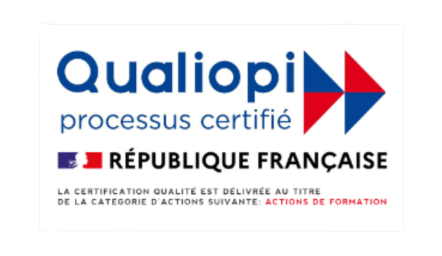 Qualiopi
processus certifié
RÉPUBLIQUE FRANÇAISE
LA CERTIFICATION QUALITÉ EST DÉLIVRÉE AU TITRE
DE LA CATÉGORIE D'ACTIONS SUIVANTE: ACTIONS DE FORMATION